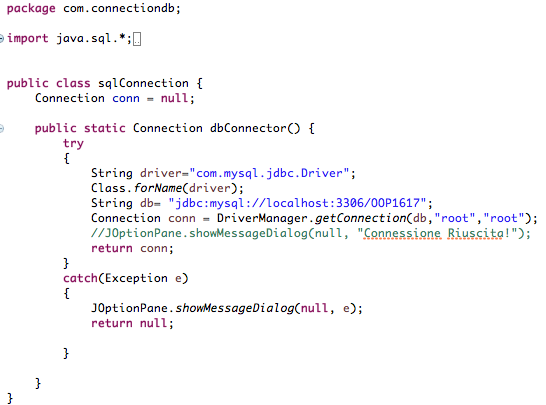 package com.connectiondb;
import java.sql.*;
public class sqlConnection {
Connection conn = null;
public static Connection dbConnector() {
try
{
String driver="com.mysql.jdbc.Driver";
Class.forName(driver);
String db= "jdbc:mysql://localhost:3306/OOP1617";
Connection conn = DriverManager.getConnection(db,"root","root");
//JOptionPane.showMessageDialog(null, "Connessione Riuscita!");
return conn;
}
catch(Exception e)
{
JOptionPane.showMessageDialog(null, e);
return null;
}
}
}